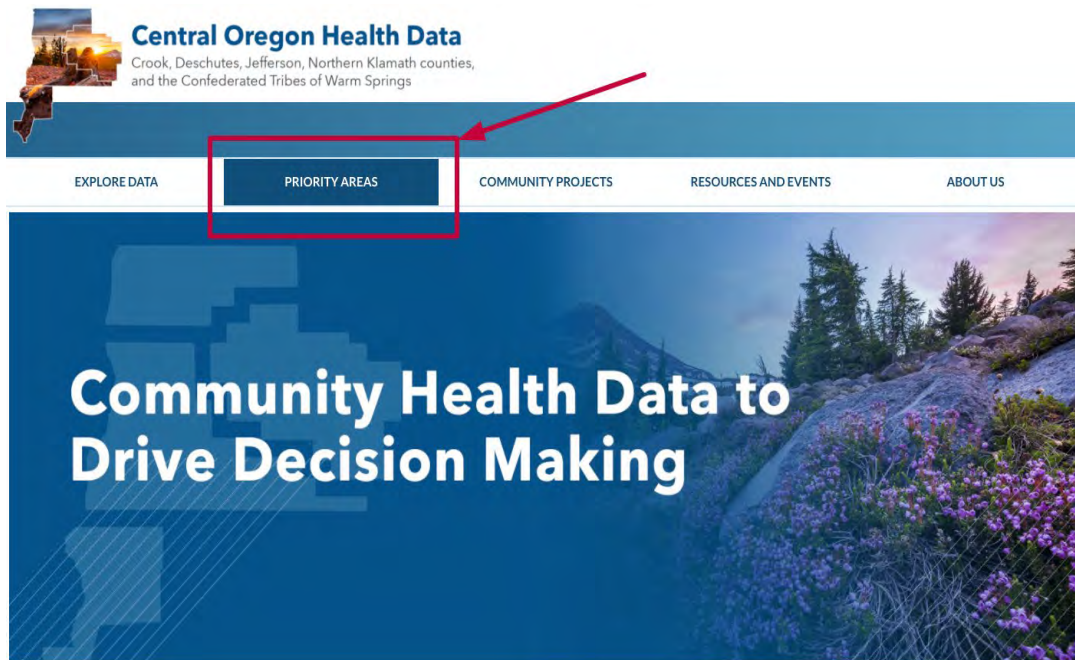 Central Oregon Health Data
Crook, Deschutes, Jefferson, Northern Klamath counties,
and the Confederated Tribes of Warm Springs
EXPLORE DATA
PRIORITY AREAS
COMMUNITY PROJECTS
RESOURCES AND EVENTS
ABOUT US
Community Health Data to
Drive Decision Making